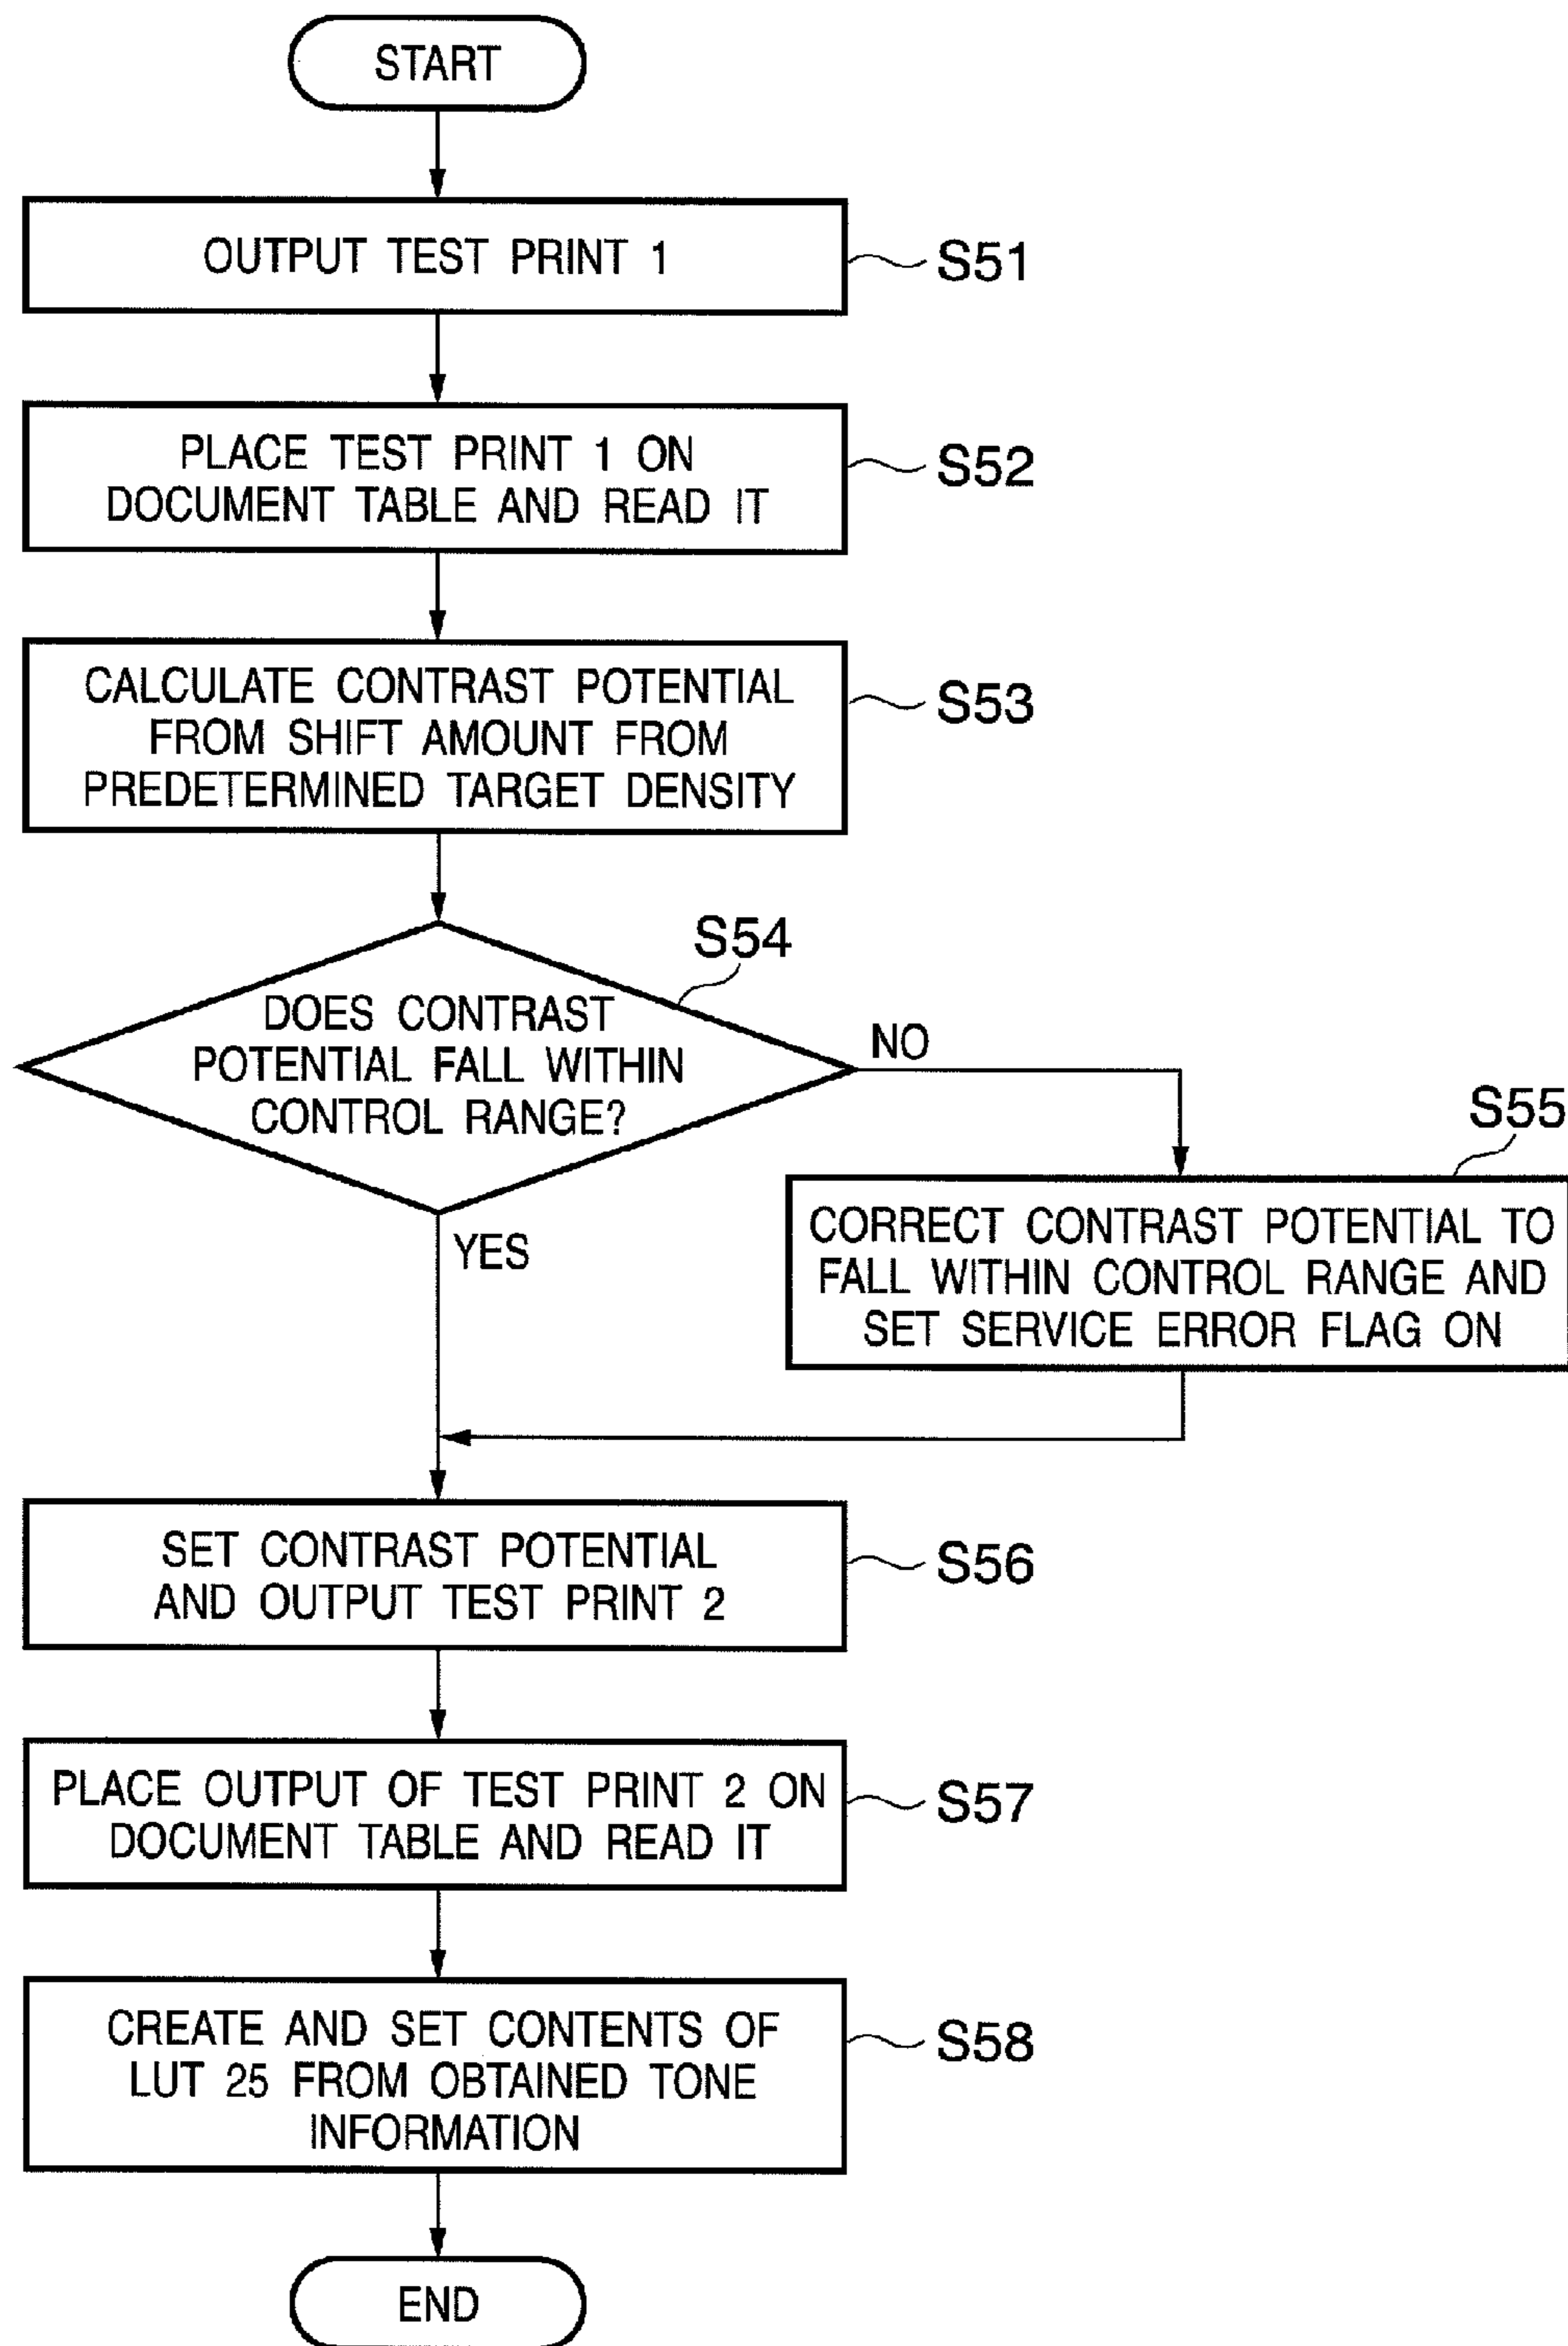 START
OUTPUT TEST PRINT 1
S51
PLACE TEST PRINT 1 ON
DOCUMENT TABLE AND READ IT
S52
CALCULATE CONTRAST POTENTIAL
FROM SHIFT AMOUNT FROM
PREDETERMINED TARGET DENSITY
S53
S54
DOES CONTRAST
POTENTIAL FALL WITHIN
CONTROL RANGE?
NO
YES
S55
CORRECT CONTRAST POTENTIAL TO
FALL WITHIN CONTROL RANGE AND
SET SERVICE ERROR FLAG ON
SET CONTRAST POTENTIAL
AND OUTPUT TEST PRINT 2
S56
PLACE OUTPUT OF TEST PRINT 2 ON
DOCUMENT TABLE AND READ IT
S57
CREATE AND SET CONTENTS OF
LUT 25 FROM OBTAINED TONE
INFORMATION
S58
END